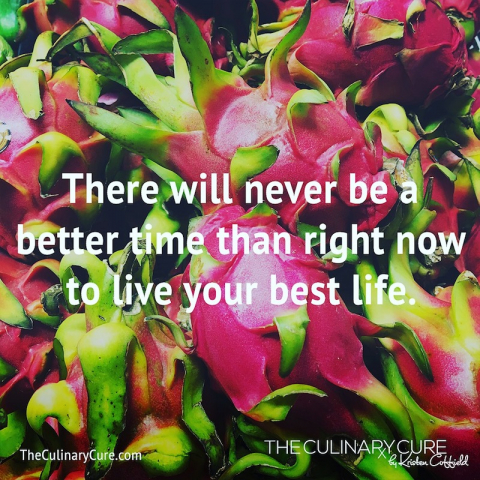 There will never be a
better time than right now
to live your best life.
TheCulinaryCure.com
THE CULINARY CURE
by Kristen Coffield